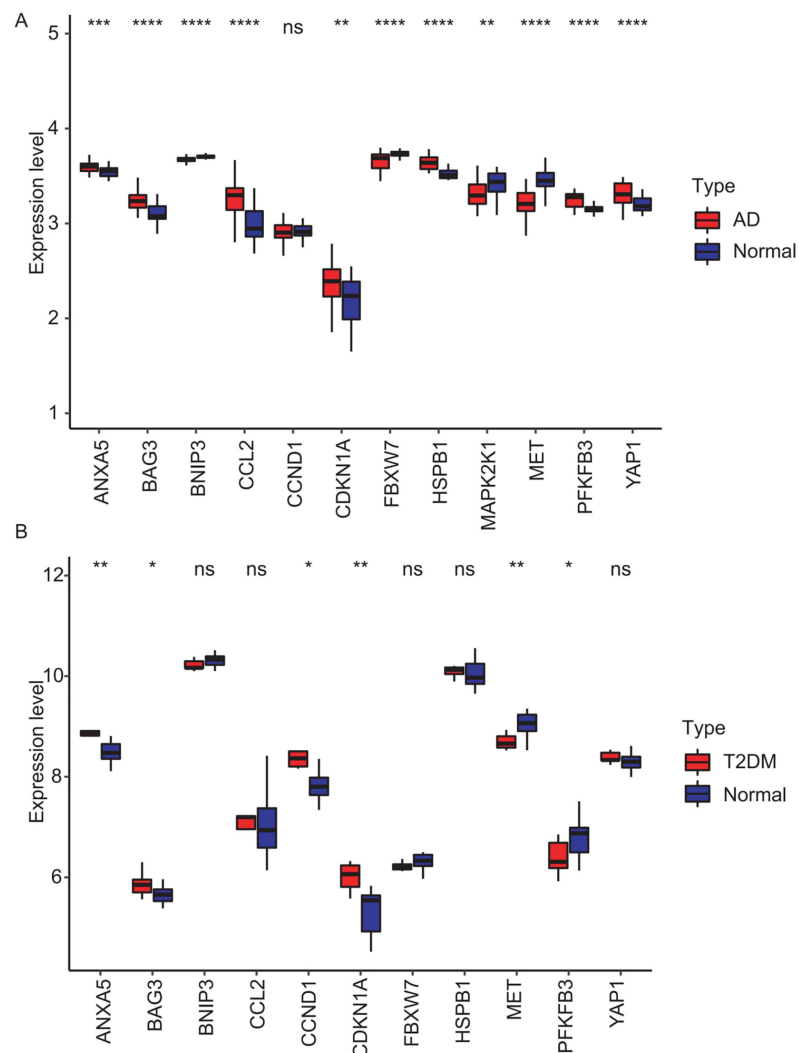 A
*** **** **** **** ns ** **** **** ** **** **** ****
5
4
3
2
1
Expression level
Type
AD
Normal
ANXA5 BAG3 BNIP3 CCL2 CCND1 CDKN1A FBXW7 HSPB1 MAPK2K1 MET PFKFB3 YAP1
B
** * ns ns * ** ns ns ** * ns
12
10
8
6
Expression level
Type
T2DM
Normal
ANXA5 BAG3 BNIP3 CCL2 CCND1 CDKN1A FBXW7 HSPB1 MET PFKFB3 YAP1